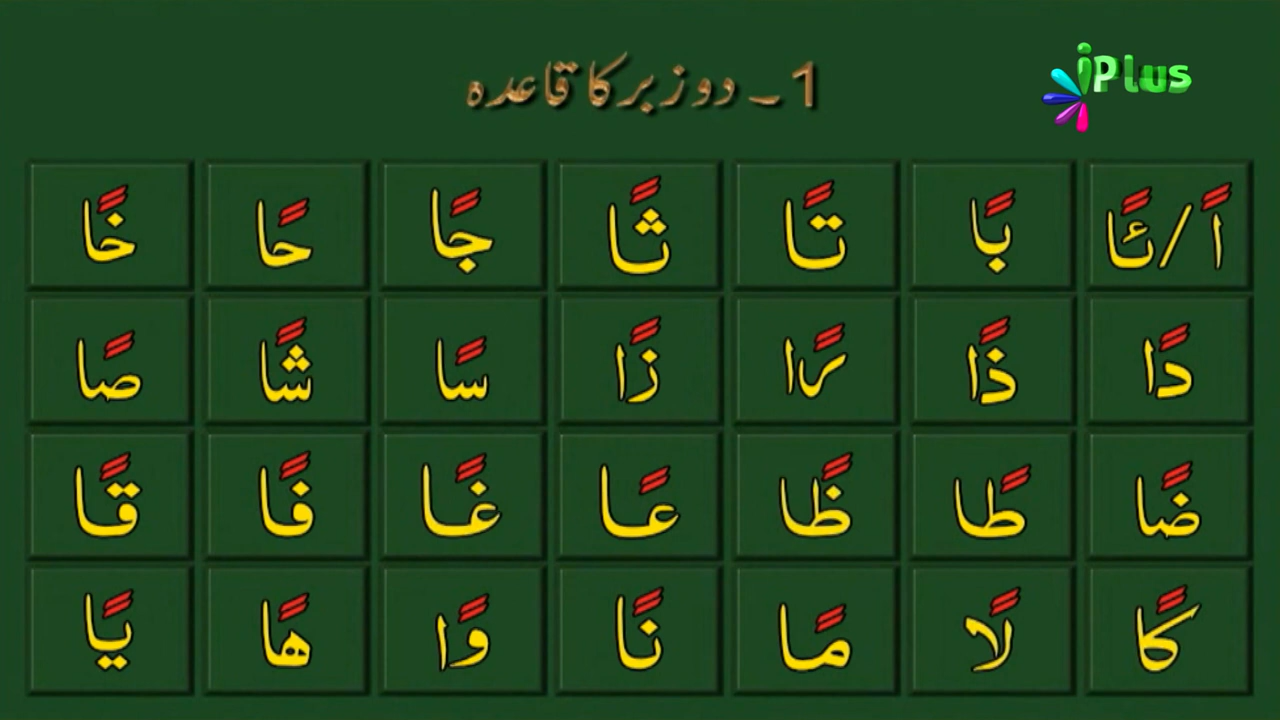 1۔ دو زبر کا قاعدہ
iPlus
اً / ئًا بًا تًا ثًا جًا حًا خًا
دًا ذًا رًا زًا سًا شًا صًا
ضًا طًا ظًا عًا غًا فًا قًا
كًا لًا مًا نًا وًا هًا يًا